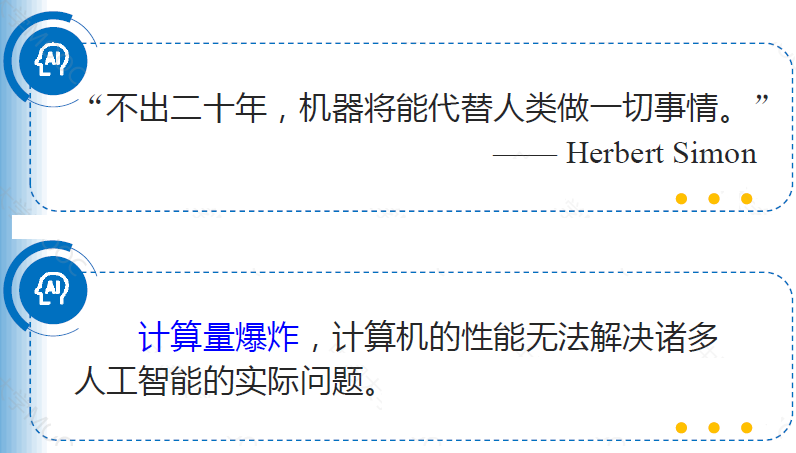 AI
“不出二十年，机器将能代替人类做一切事情。”
—— Herbert Simon
AI
计算量爆炸，计算机的性能无法解决诸多
人工智能的实际问题。